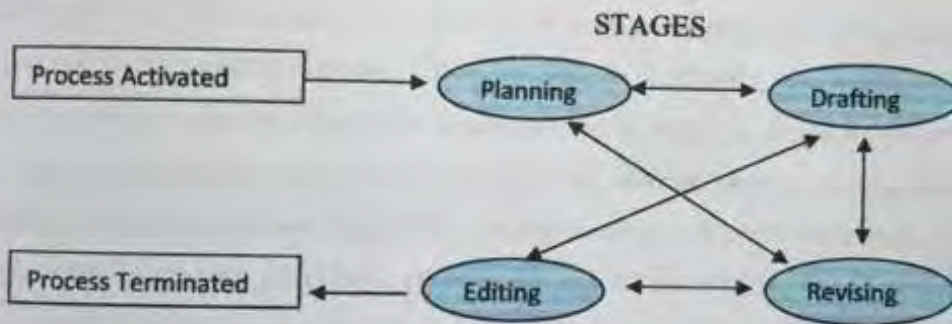 STAGES
Process Activated
Planning
Drafting
Process Terminated
Editing
Revising